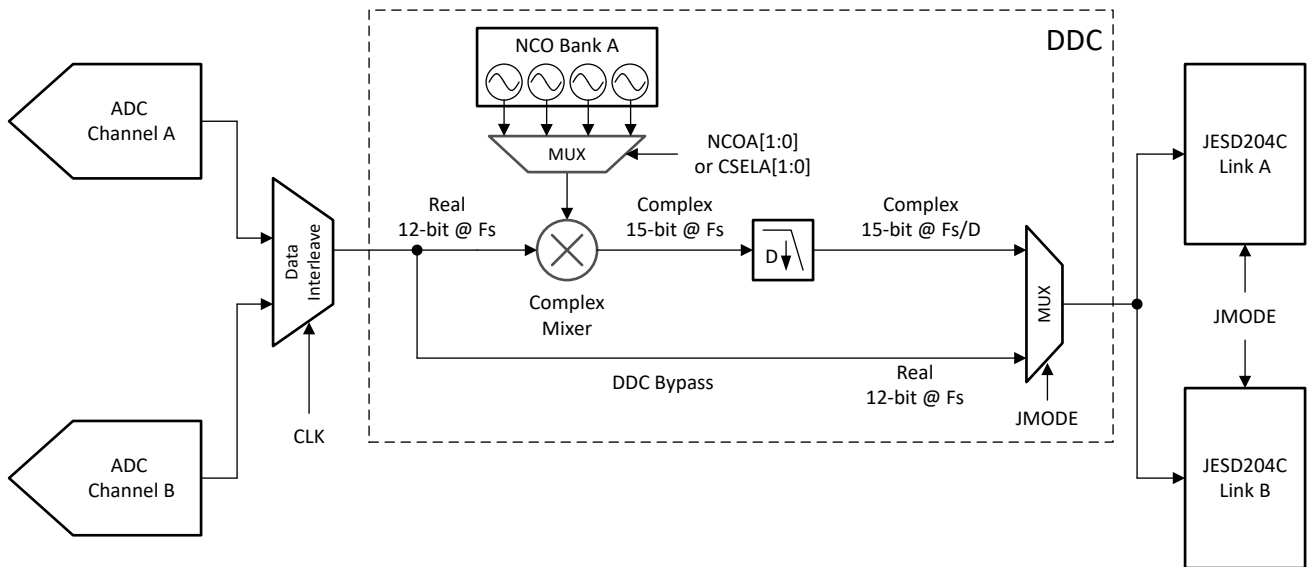 DDC
NCO Bank A
ADC
Channel A
MUX
NCOA[1:0]
or CSELA[1:0]
JESD204C
Link A
Real
12-bit @ Fs
Complex
15-bit @ Fs
Complex
15-bit @ Fs/D
Data
Interleave
D
Complex
Mixer
MUX
JMODE
DDC Bypass
Real
12-bit @ Fs
JMODE
CLK
ADC
Channel B
JESD204C
Link B